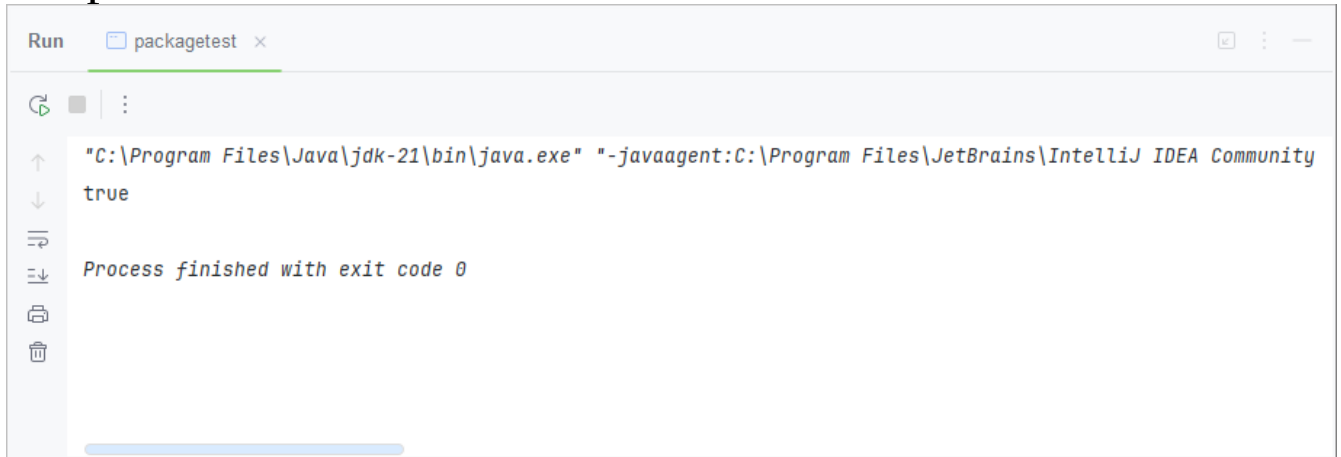 Run packagetest
"C:\Program Files\Java\jdk-21\bin\java.exe" "-javaagent:C:\Program Files\JetBrains\IntelliJ IDEA Community
true
Process finished with exit code 0